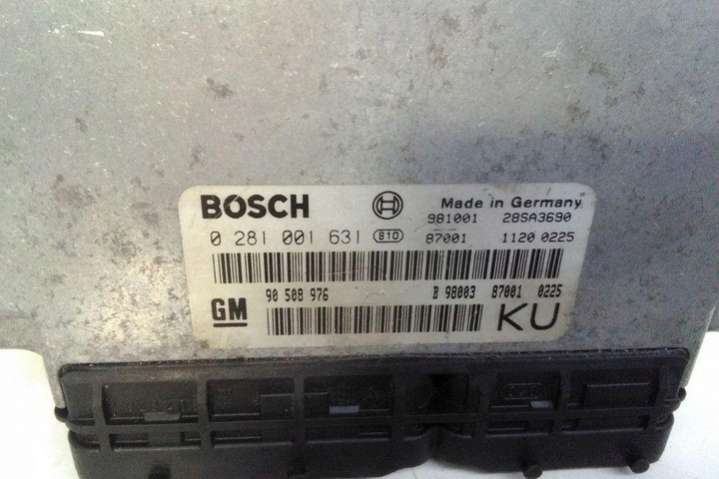 BOSCH Made in Germany
981001 28SA3690
0 281 001 631 B10 87001 1120 0225
GM 90 508 976 B 98003 87001 0225
KU